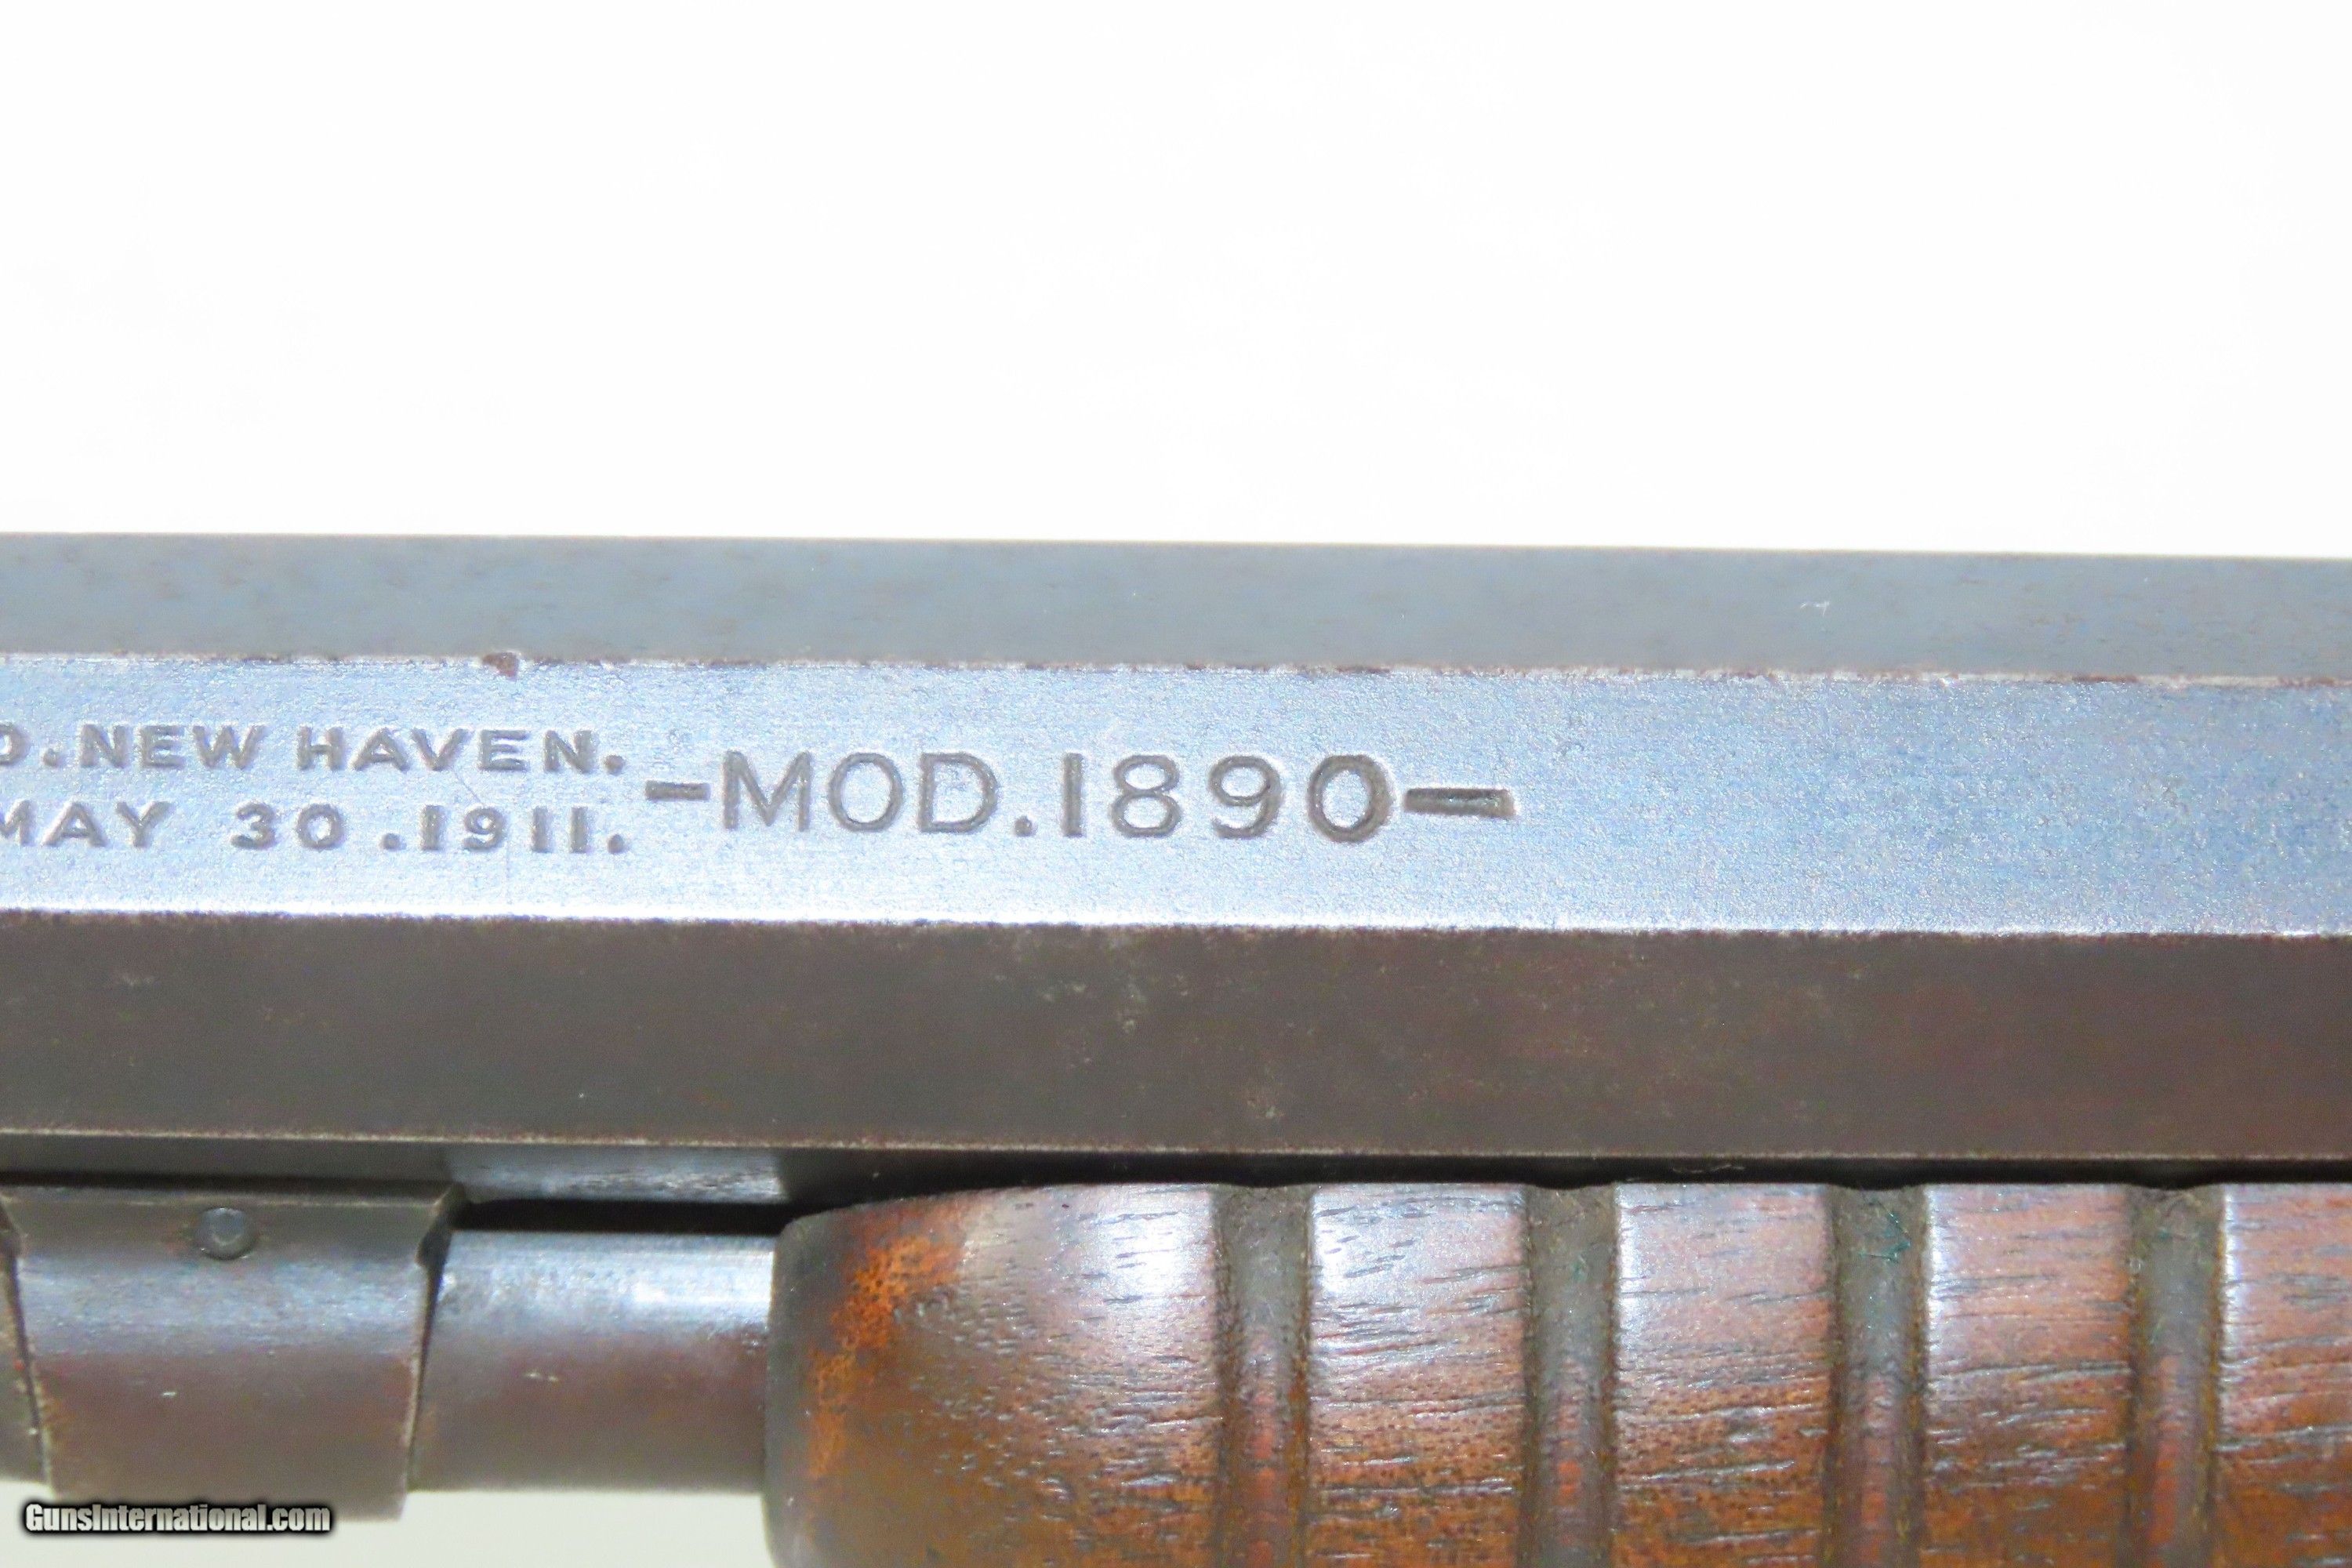 . NEW HAVEN.
MAY 30.1911.
-MOD.1890-
GunsInternational.com